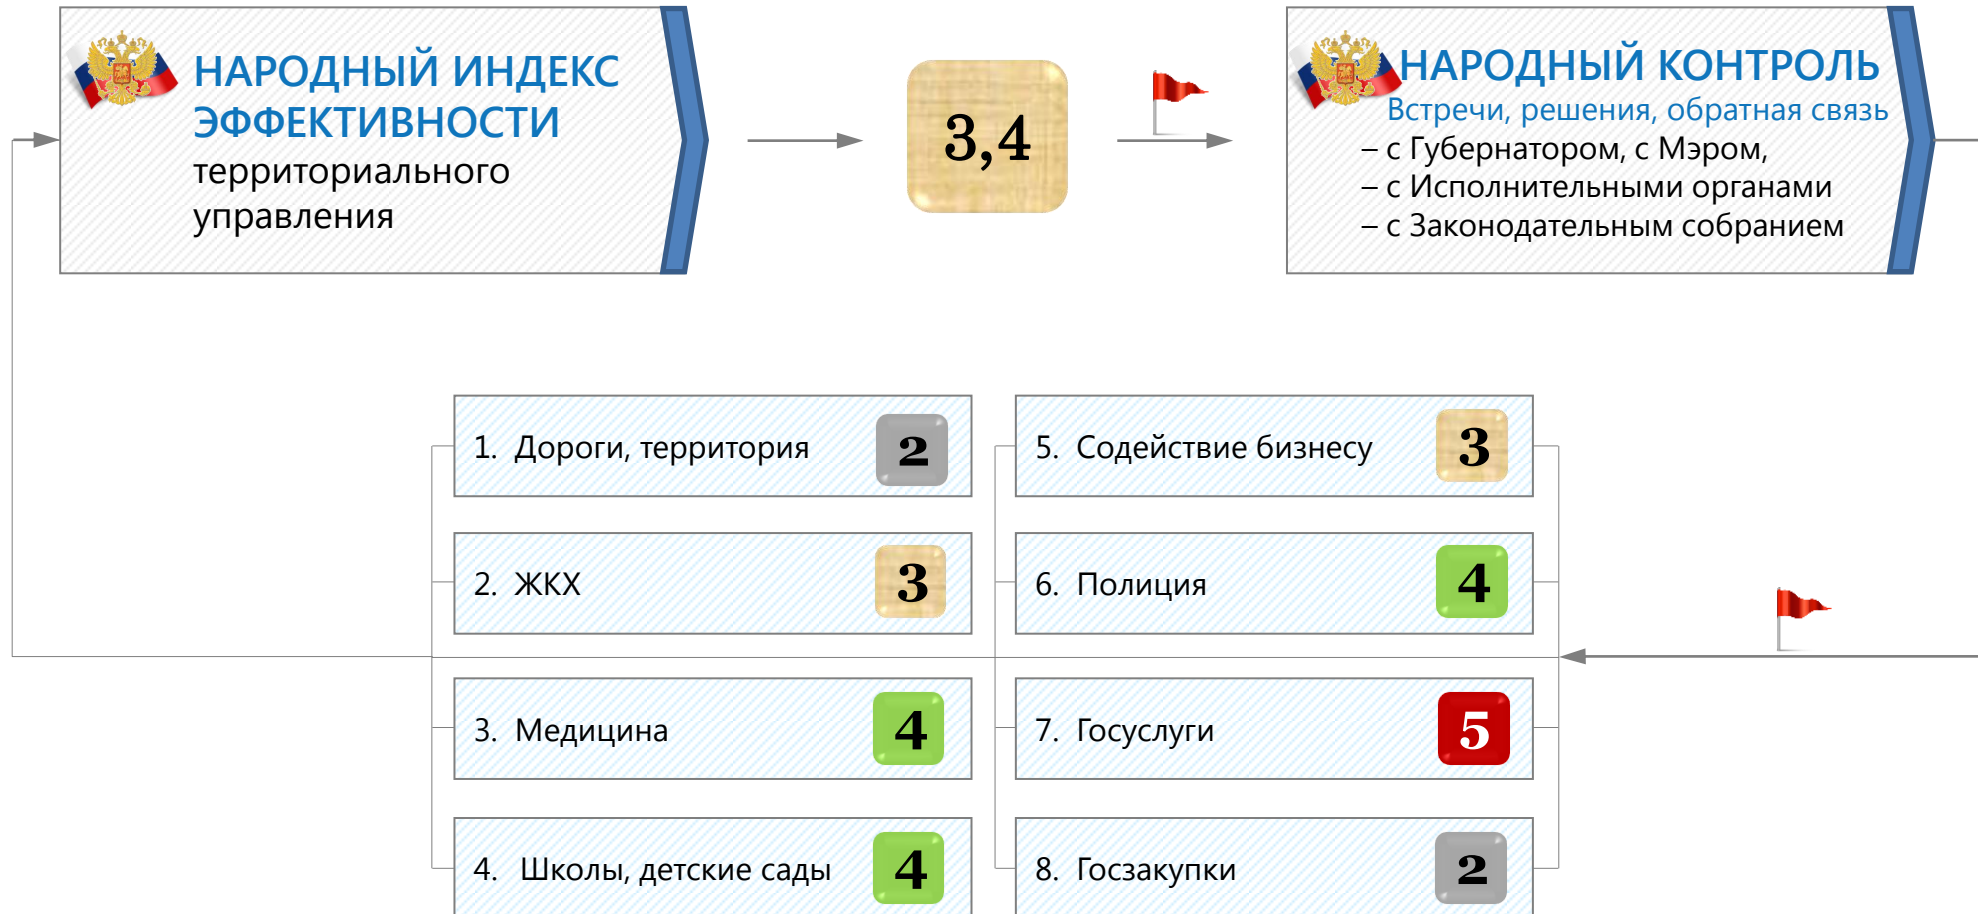 НАРОДНЫЙ ИНДЕКС
ЭФФЕКТИВНОСТИ
территориального
управления
3,4
НАРОДНЫЙ КОНТРОЛЬ
Встречи, решения, обратная связь
– с Губернатором, с Мэром,
– с Исполнительными органами
– с Законодательным собранием
1. Дороги, территория 2
2. ЖКХ 3
3. Медицина 4
4. Школы, детские сады 4
5. Содействие бизнесу 3
6. Полиция 4
7. Госуслуги 5
8. Госзакупки 2